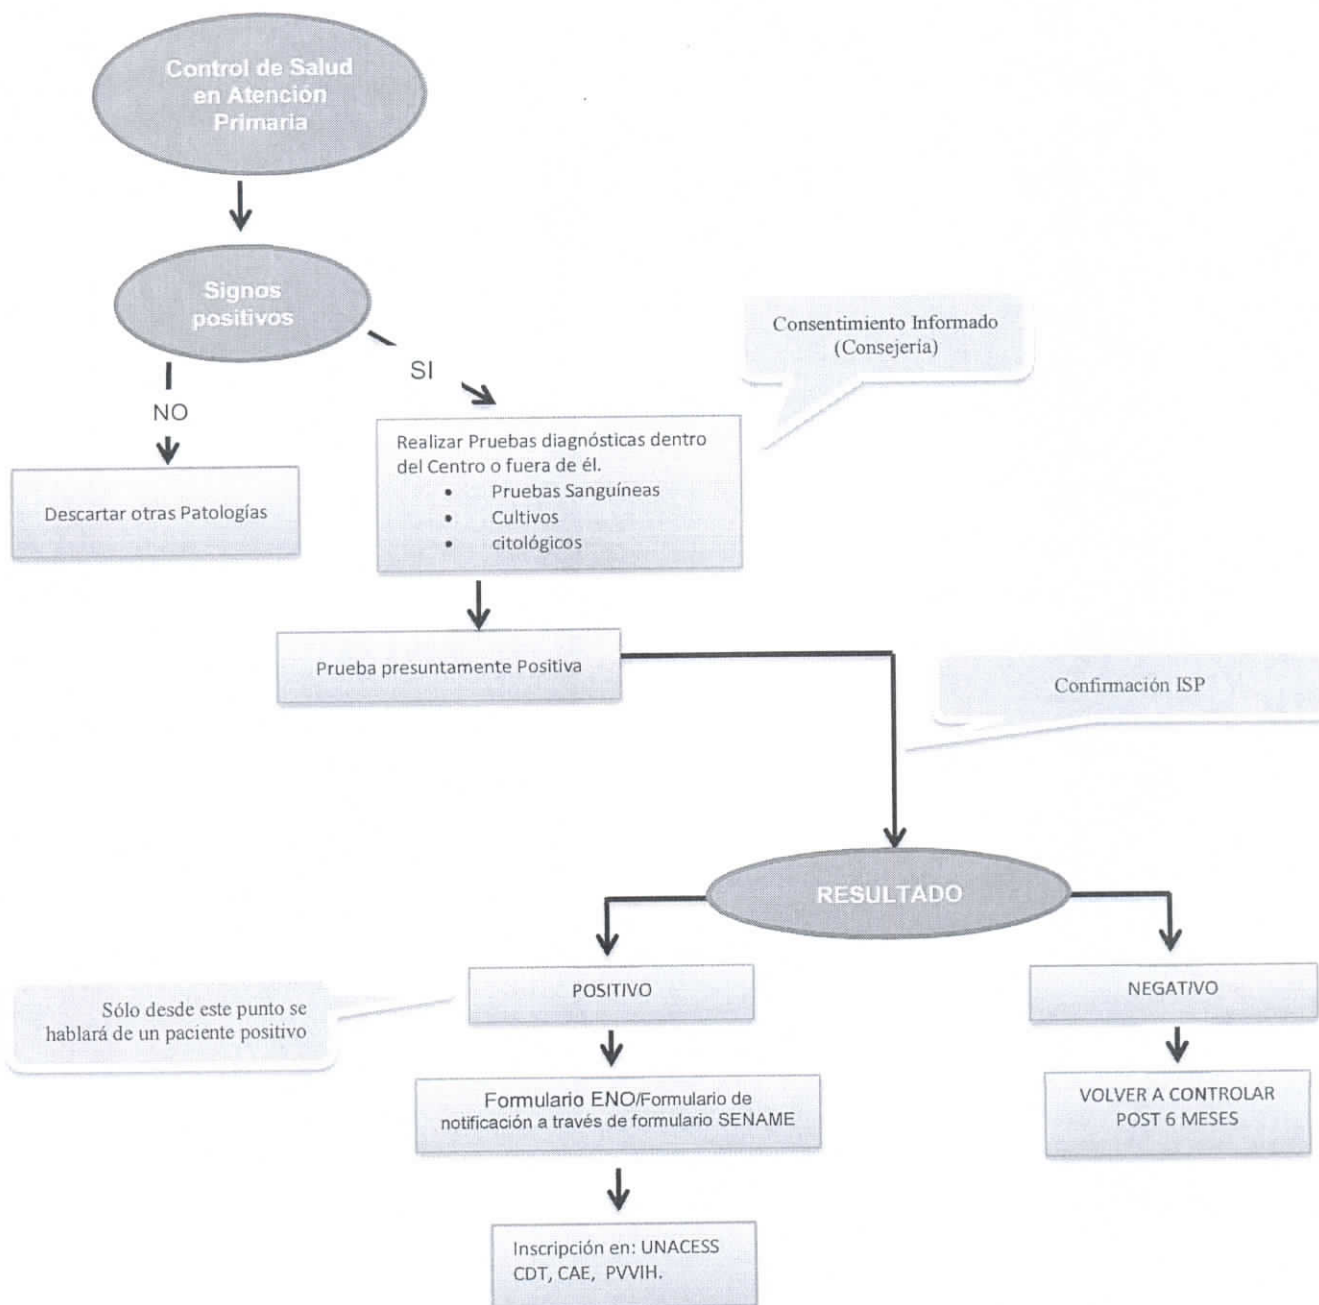 Control de Salud
en Atención
Primaria
Signos
positivos
SI
NO
Consentimiento Informado
(Consejería)
Realizar Pruebas diagnósticas dentro
del Centro o fuera de él.
• Pruebas Sanguíneas
• Cultivos
• citológicos
Descartar otras Patologías
Prueba presuntamente Positiva
Confirmación ISP
RESULTADO
POSITIVO
NEGATIVO
Sólo desde este punto se
hablará de un paciente positivo
Formulario ENO/Formulario de
notificación a través de formulario SENAME
VOLVER A CONTROLAR
POST 6 MESES
Inscripción en: UNACESS
CDT, CAE, PVVIH.